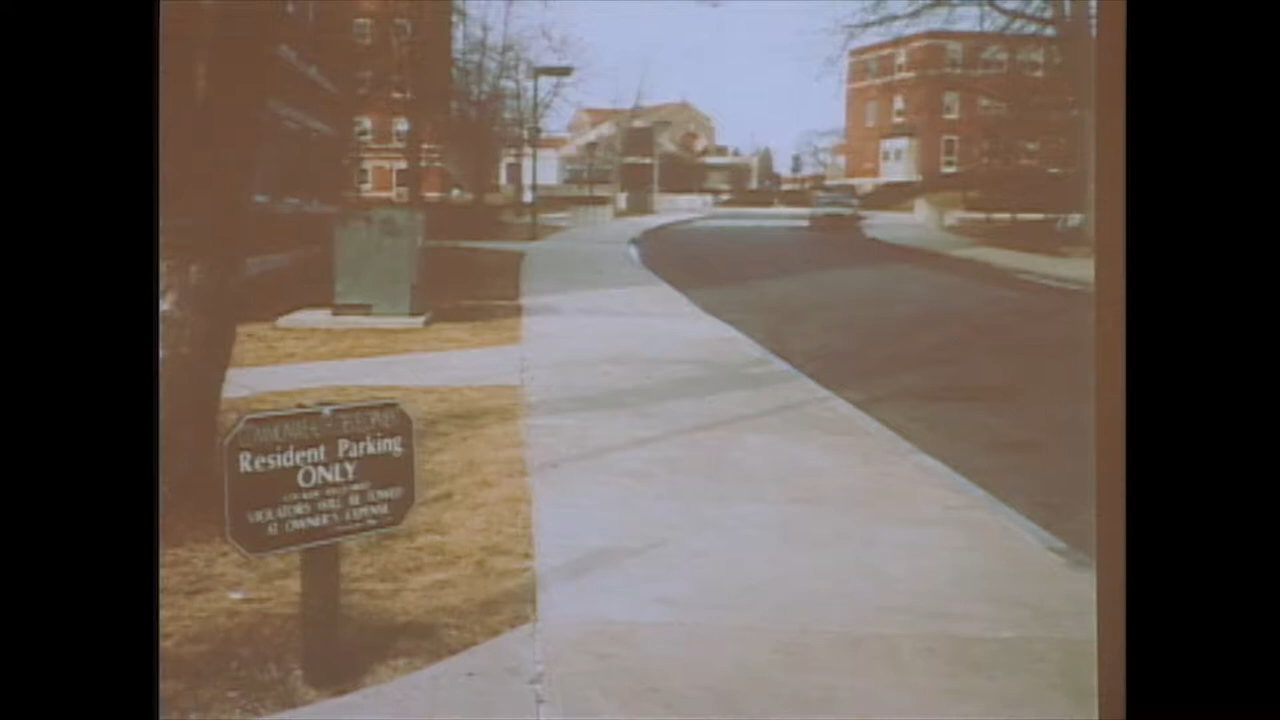 Resident Parking
ONLY
VIOLATORS WILL BE TOWED
AT OWNER'S EXPENSE